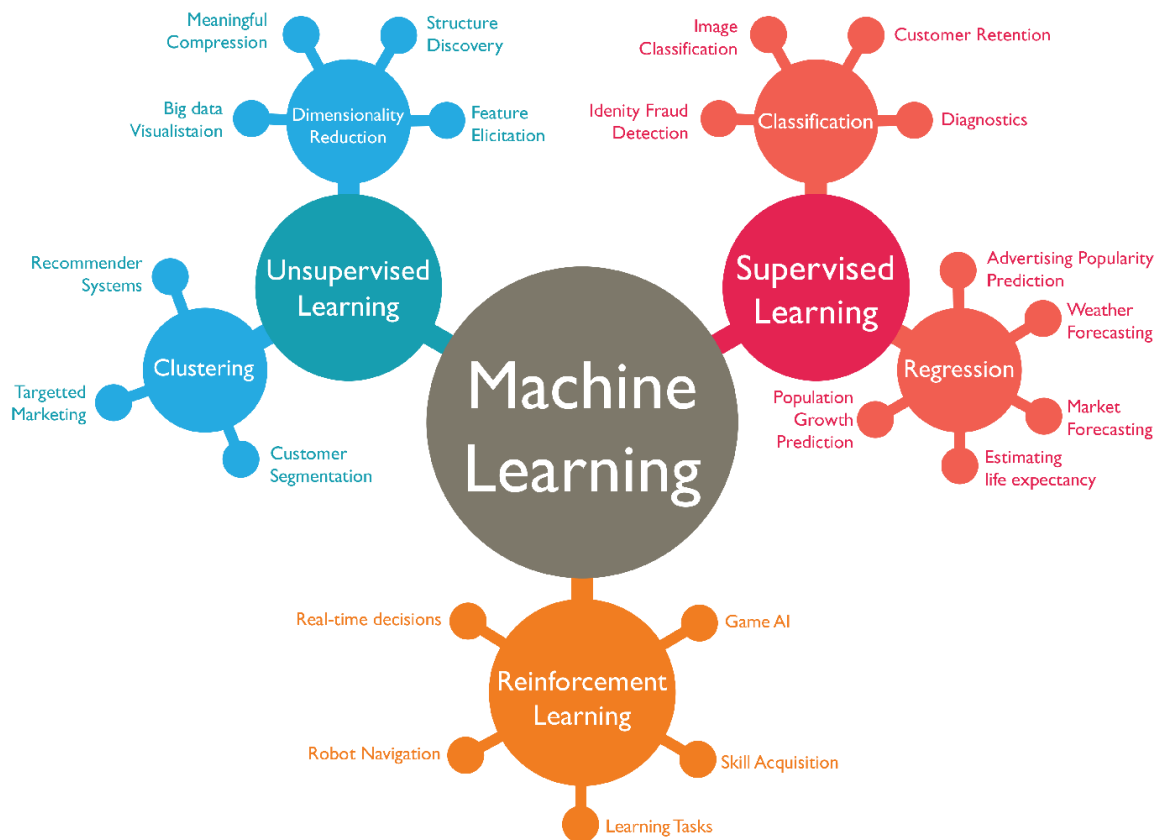 Meaningful
Compression
Structure
Discovery
Big data
Visualistaion
Dimensionality
Reduction
Feature
Elicitation
Unsupervised
Learning
Recommender
Systems
Clustering
Targetted
Marketing
Customer
Segmentation
Machine
Learning
Image
Classification
Customer Retention
Idenity Fraud
Detection
Classification
Diagnostics
Supervised
Learning
Advertising Popularity
Prediction
Weather
Forecasting
Regression
Population
Growth
Prediction
Market
Forecasting
Estimating
life expectancy
Real-time decisions
Game AI
Reinforcement
Learning
Robot Navigation
Skill Acquisition
Learning Tasks